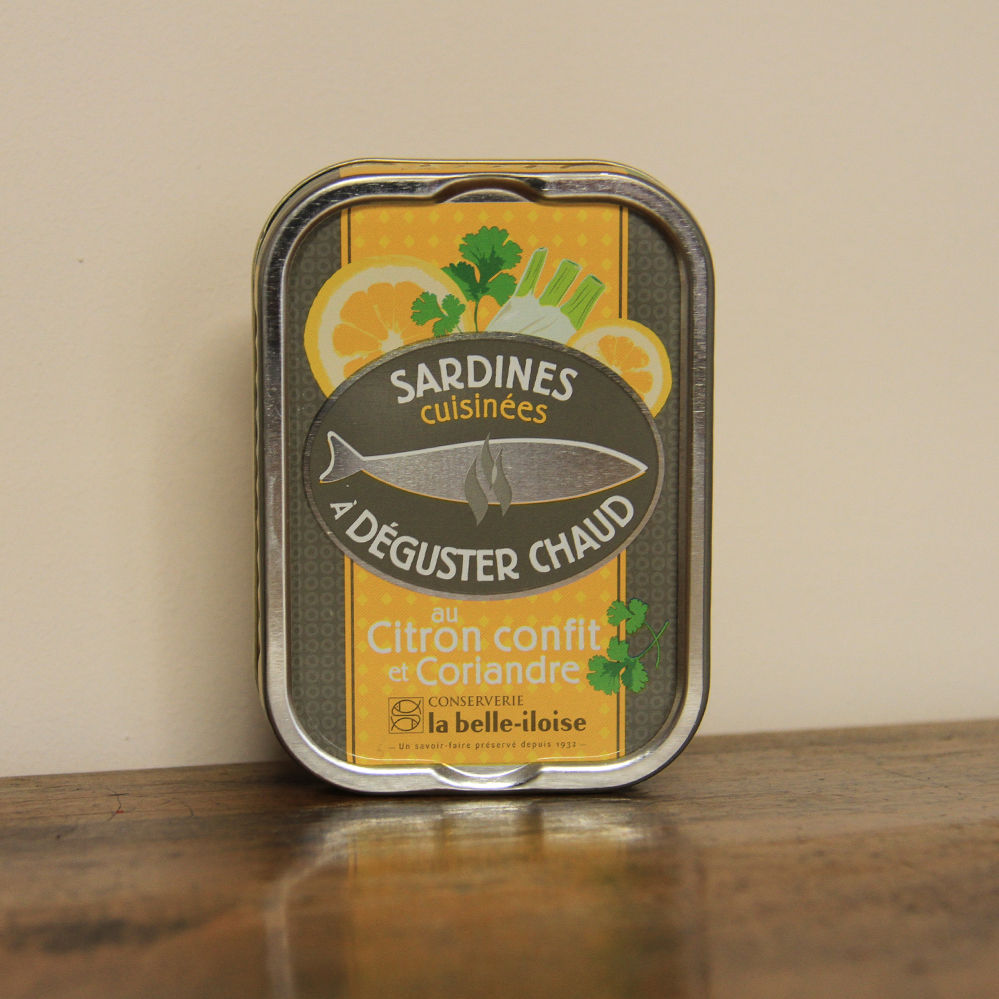 SARDINES
cuisinées
À DÉGUSTER CHAUD
au
Citron confit
et Coriandre
CONSERVERIE
la belle-iloise
— Un savoir-faire préservé depuis 1932 —